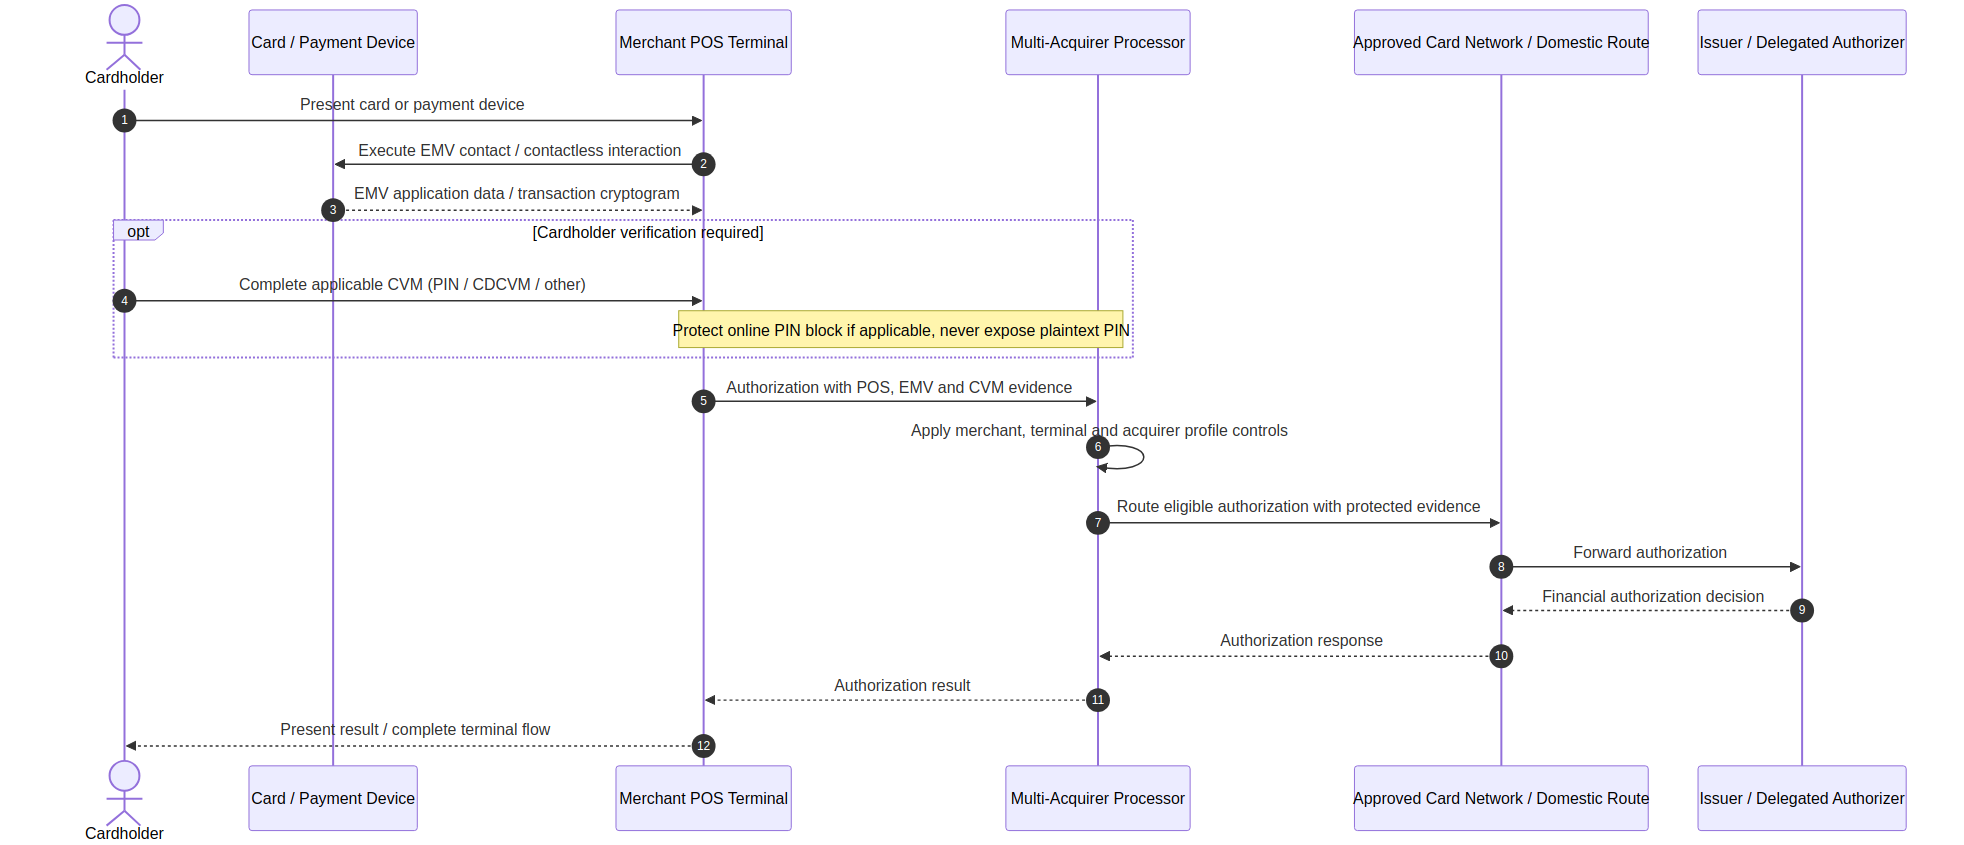 Cardholder
Card / Payment Device
Merchant POS Terminal
Multi-Acquirer Processor
Approved Card Network / Domestic Route
Issuer / Delegated Authorizer
Present card or payment device
1
Execute EMV contact / contactless interaction
2
EMV application data / transaction cryptogram
3
opt
[Cardholder verification required]
Complete applicable CVM (PIN / CDCVM / other)
4
Protect online PIN block if applicable, never expose plaintext PIN
Authorization with POS, EMV and CVM evidence
5
Apply merchant, terminal and acquirer profile controls
6
Route eligible authorization with protected evidence
7
Forward authorization
8
Financial authorization decision
9
Authorization response
10
Authorization result
11
Present result / complete terminal flow
12
Cardholder
Card / Payment Device
Merchant POS Terminal
Multi-Acquirer Processor
Approved Card Network / Domestic Route
Issuer / Delegated Authorizer